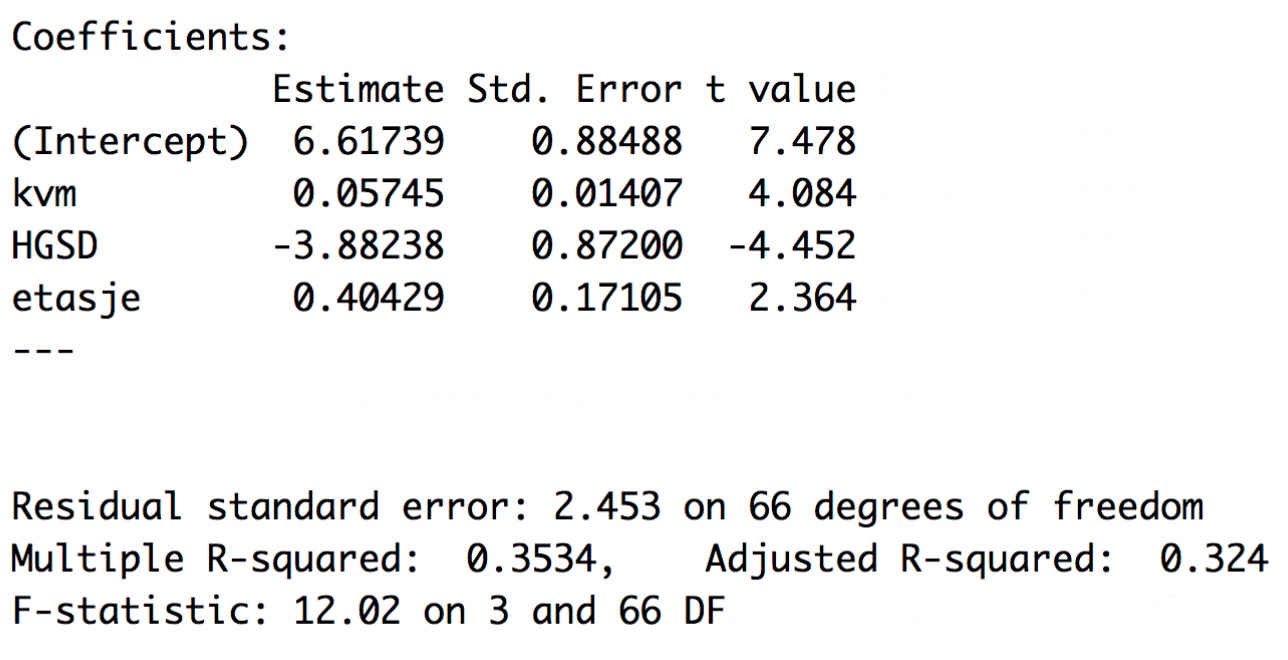 Coefficients:
Estimate Std. Error t value
(Intercept) 6.61739 0.88488 7.478
kvm 0.05745 0.01407 4.084
HGSD -3.88238 0.87200 -4.452
etasje 0.40429 0.17105 2.364
---
Residual standard error: 2.453 on 66 degrees of freedom
Multiple R-squared: 0.3534, Adjusted R-squared: 0.324
F-statistic: 12.02 on 3 and 66 DF